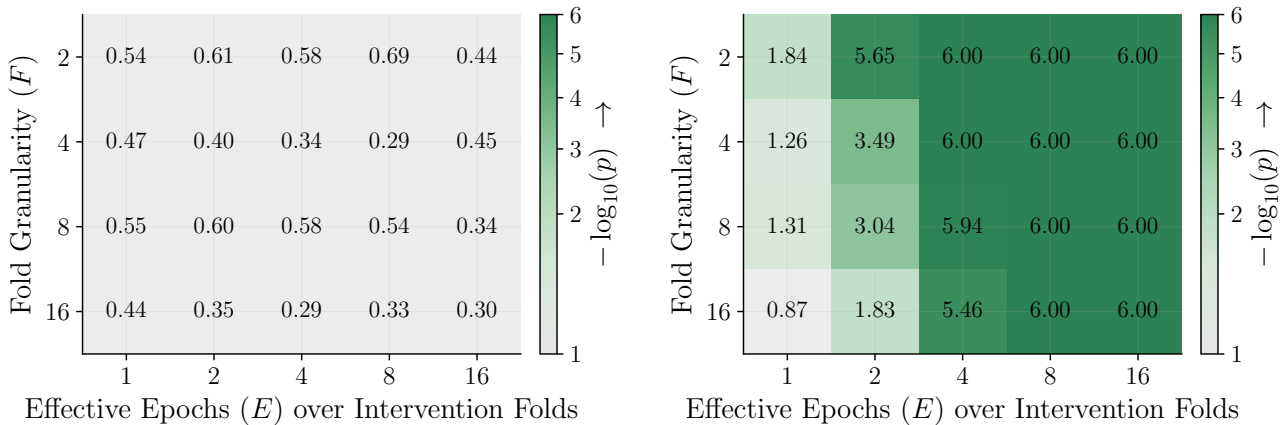 Fold Granularity (F)
2
4
8
16
0.54 0.61 0.58 0.69 0.44
0.47 0.40 0.34 0.29 0.45
0.55 0.60 0.58 0.54 0.34
0.44 0.35 0.29 0.33 0.30
1 2 4 8 16
Effective Epochs (E) over Intervention Folds
6
5
4
3
2
1
− log₁₀(p) →
Fold Granularity (F)
2
4
8
16
1.84 5.65 6.00 6.00 6.00
1.26 3.49 6.00 6.00 6.00
1.31 3.04 5.94 6.00 6.00
0.87 1.83 5.46 6.00 6.00
1 2 4 8 16
Effective Epochs (E) over Intervention Folds
6
5
4
3
2
1
− log₁₀(p) →